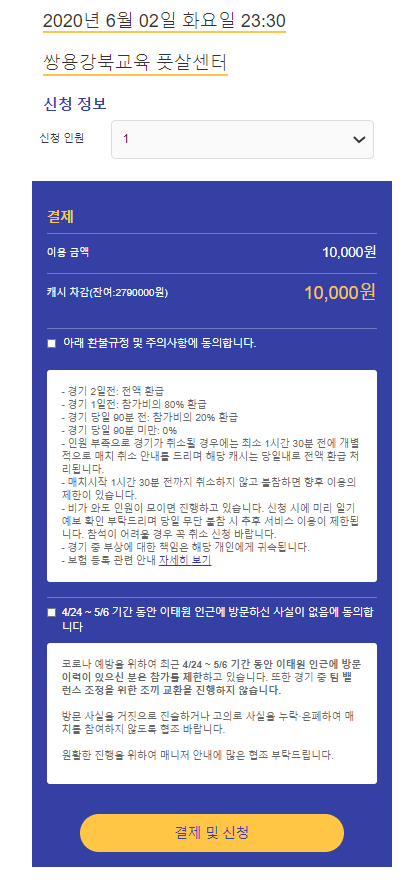 2020년 6월 02일 화요일 23:30
쌍용강북교육 풋살센터
신청 정보
신청 인원
1
결제
이용 금액
10,000원
캐시 차감(잔여:2790000원)
10,000원
아래 환불규정 및 주의사항에 동의합니다.
- 경기 2일전: 전액 환급
- 경기 1일전: 참가비의 80% 환급
- 경기 당일 90분 전: 참가비의 20% 환급
- 경기 당일 90분 미만: 0%
- 인원 부족으로 경기가 취소될 경우에는 최소 1시간 30분 전에 개별
적으로 매치 취소 안내를 드리며 해당 캐시는 당일내로 전액 환급 처
리됩니다.
- 매치시작 1시간 30분 전까지 취소하지 않고 불참하면 향후 이용의
제한이 있습니다.
- 비가 와도 인원이 모이면 진행하고 있습니다. 신청 시에 미리 일기
예보 확인 부탁드리며 당일 무단 불참 시 추후 서비스 이용이 제한됩
니다. 참석이 어려울 경우 꼭 취소 신청 바랍니다.
- 경기 중 부상에 대한 책임은 해당 개인에게 귀속됩니다.
- 보험 등록 관련 안내 자세히 보기
4/24 ~ 5/6 기간 동안 이태원 인근에 방문하신 사실이 없음에 동의합
니다
코로나 예방을 위하여 최근 4/24 ~ 5/6 기간 동안 이태원 인근에 방문
이력이 있으신 분은 참가를 제한하고 있습니다. 또한 경기 중 팀 밸
런스 조정을 위한 조끼 교환을 진행하지 않습니다.
방문 사실을 거짓으로 진술하거나 고의로 사실을 누락·은폐하여 매
치를 참여하지 않도록 협조 바랍니다.
원활한 진행을 위하여 매니저 안내에 많은 협조 부탁드립니다.
결제 및 신청